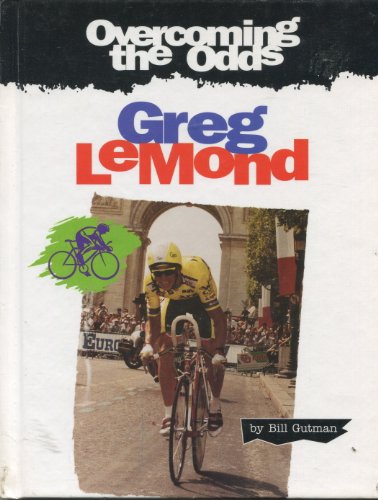 Overcoming
the Odds
Greg
LeMond
EURO
by Bill Gutman